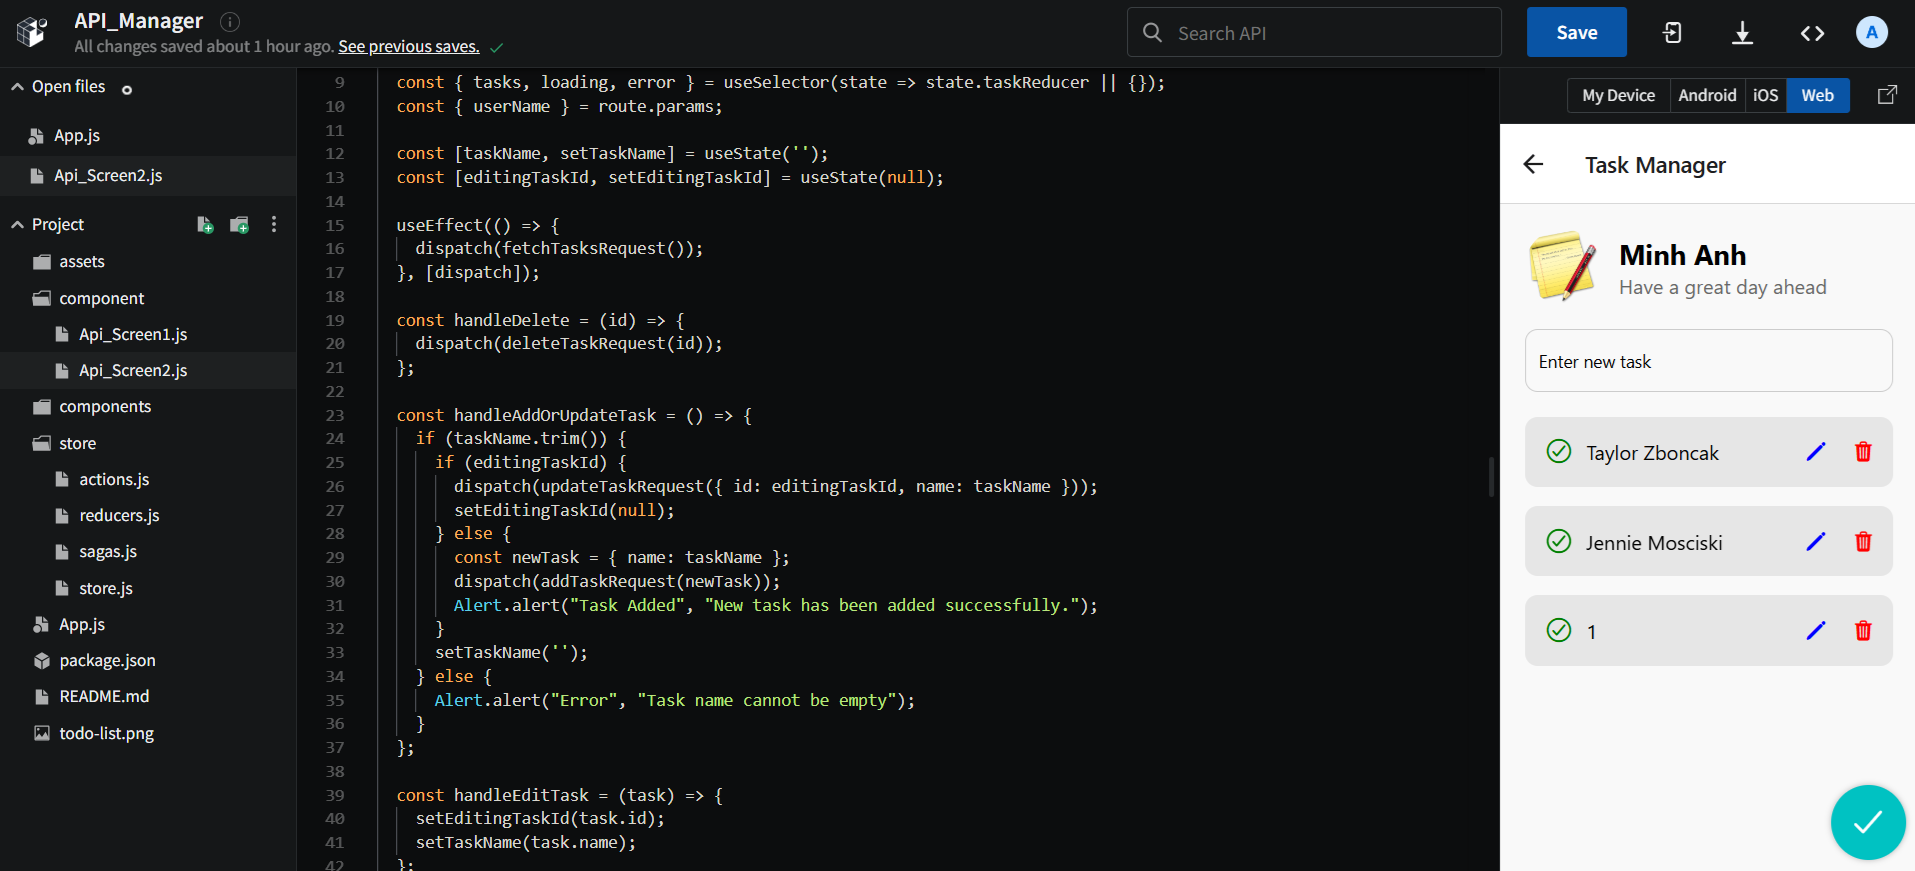 API_Manager
All changes saved about 1 hour ago. See previous saves.
Search API
Save
A
Open files
App.js
Api_Screen2.js
Project
assets
component
Api_Screen1.js
Api_Screen2.js
components
store
actions.js
reducers.js
sagas.js
store.js
App.js
package.json
README.md
todo-list.png
9 const { tasks, loading, error } = useSelector(state => state.taskReducer || {});
10 const { userName } = route.params;
11
12 const [taskName, setTaskName] = useState('');
13 const [editingTaskId, setEditingTaskId] = useState(null);
14
15 useEffect(() => {
16 dispatch(fetchTasksRequest());
17 }, [dispatch]);
18
19 const handleDelete = (id) => {
20 dispatch(deleteTaskRequest(id));
21 };
22
23 const handleAddOrUpdateTask = () => {
24 if (taskName.trim()) {
25 if (editingTaskId) {
26 dispatch(updateTaskRequest({ id: editingTaskId, name: taskName }));
27 setEditingTaskId(null);
28 } else {
29 const newTask = { name: taskName };
30 dispatch(addTaskRequest(newTask));
31 Alert.alert("Task Added", "New task has been added successfully.");
32 }
33 setTaskName('');
34 } else {
35 Alert.alert("Error", "Task name cannot be empty");
36 }
37 };
38
39 const handleEditTask = (task) => {
40 setEditingTaskId(task.id);
41 setTaskName(task.name);
42 };
My Device Android iOS Web
Task Manager
Minh Anh
Have a great day ahead
Enter new task
Taylor Zboncak
Jennie Mosciski
1